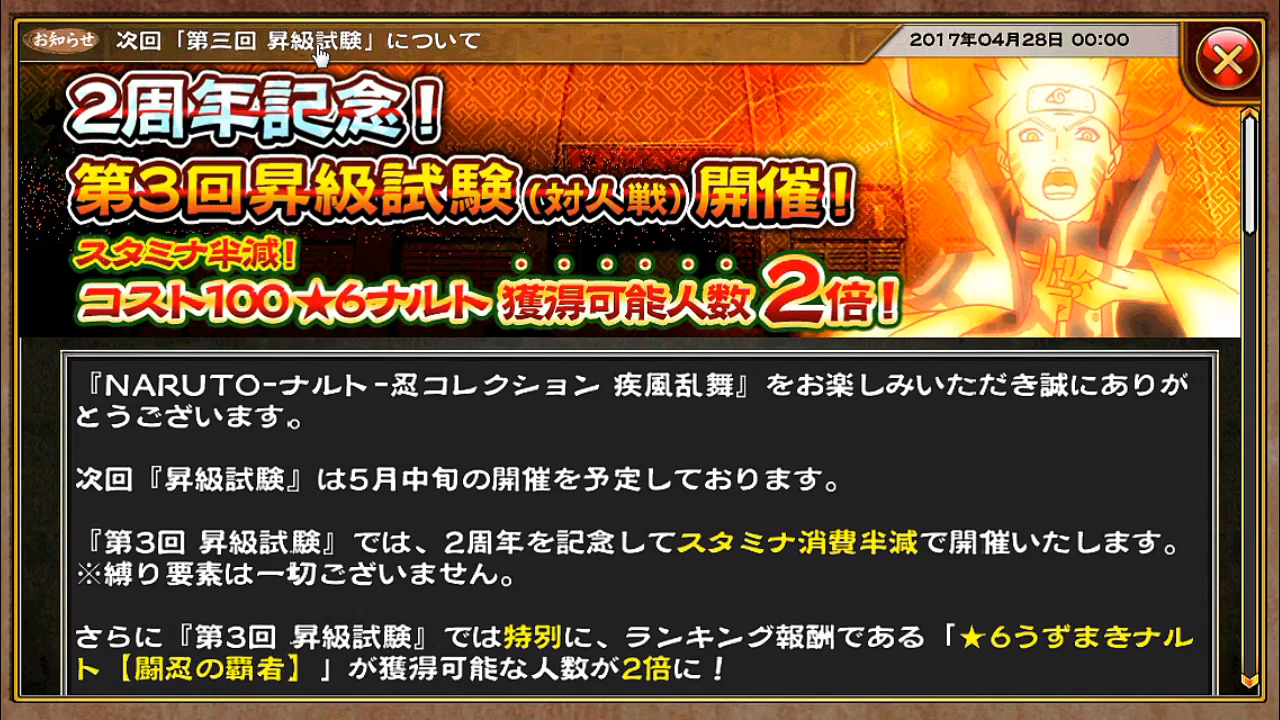 お知らせ 次回「第三回 昇級試験」について 2017年04月28日 00:00
2周年記念!
第3回昇級試験(対人戦)開催!
スタミナ半減!
コスト100★6ナルト 獲得可能人数2倍!
『NARUTO-ナルト-忍コレクション 疾風乱舞』をお楽しみいただき誠にありが
とうございます。
次回『昇級試験』は5月中旬の開催を予定しております。
『第3回 昇級試験』では、2周年を記念してスタミナ消費半減で開催いたします。
※縛り要素は一切ございません。
さらに『第3回 昇級試験』では特別に、ランキング報酬である「★6うずまきナル
ト【闘忍の覇者】」が獲得可能な人数が2倍に!